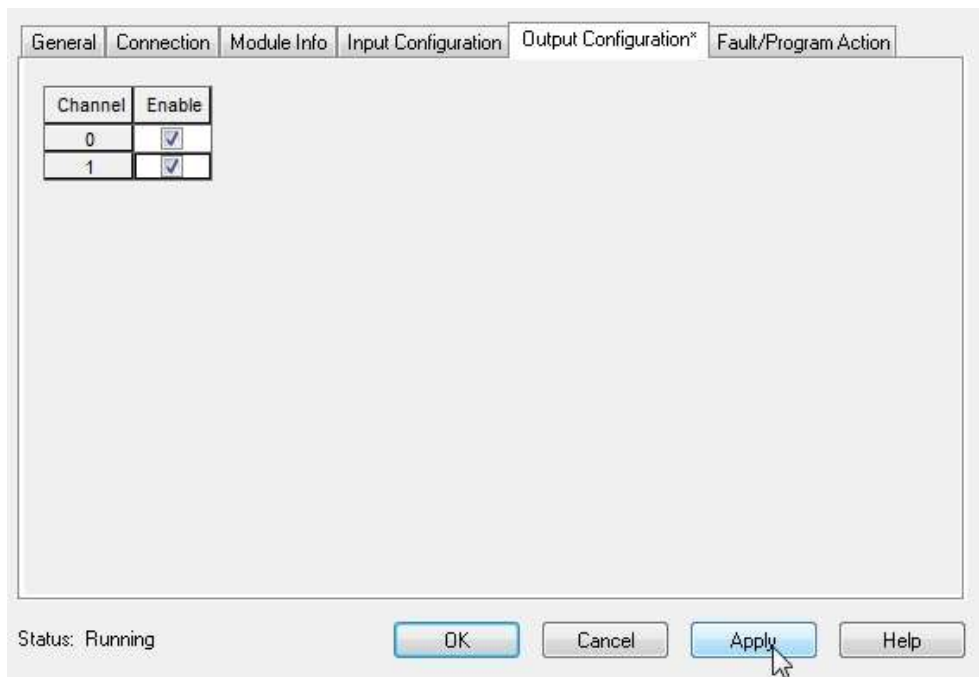 General Connection Module Info Input Configuration Output Configuration* Fault/Program Action
Channel Enable
0
1
Status: Running OK Cancel Apply Help